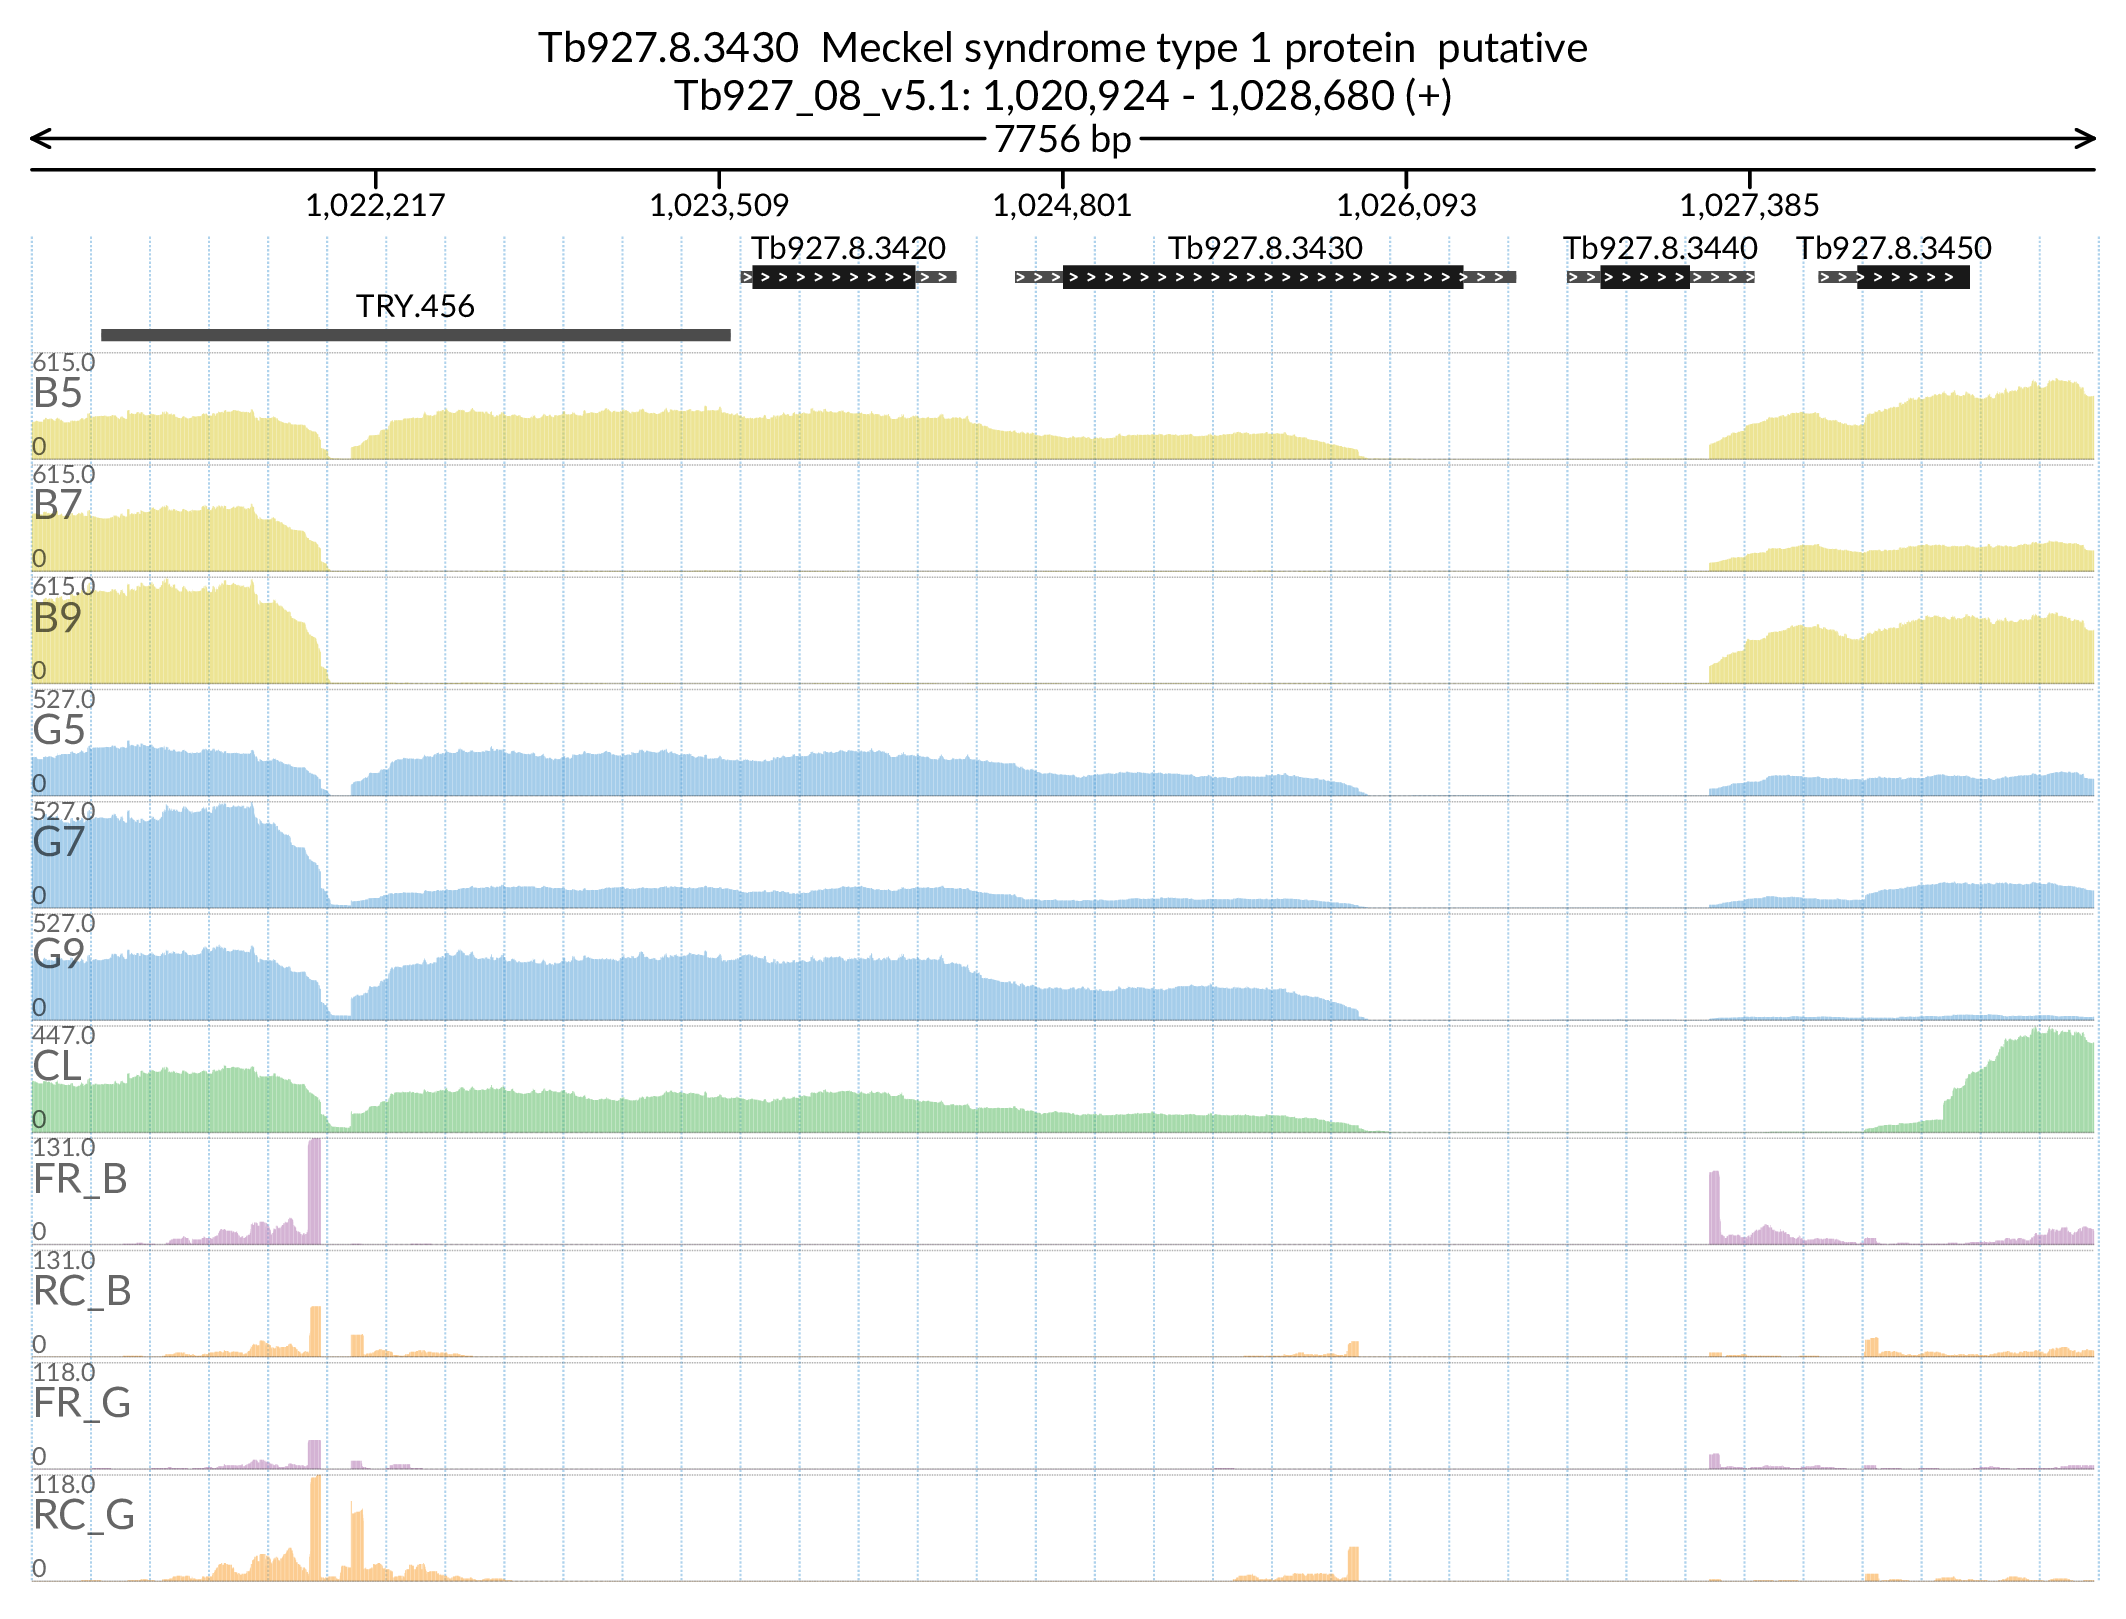 Tb927.8.3430  Meckel syndrome type 1 protein  putative
Tb927_08_v5.1: 1,020,924 - 1,028,680 (+)
7756 bp
1,022,217 1,023,509 1,024,801 1,026,093 1,027,385
Tb927.8.3420 Tb927.8.3430 Tb927.8.3440 Tb927.8.3450
TRY.456
615.0
B5
0
615.0
B7
0
615.0
B9
0
527.0
G5
0
527.0
G7
0
527.0
G9
0
447.0
CL
0
131.0
FR_B
0
131.0
RC_B
0
118.0
FR_G
0
118.0
RC_G
0